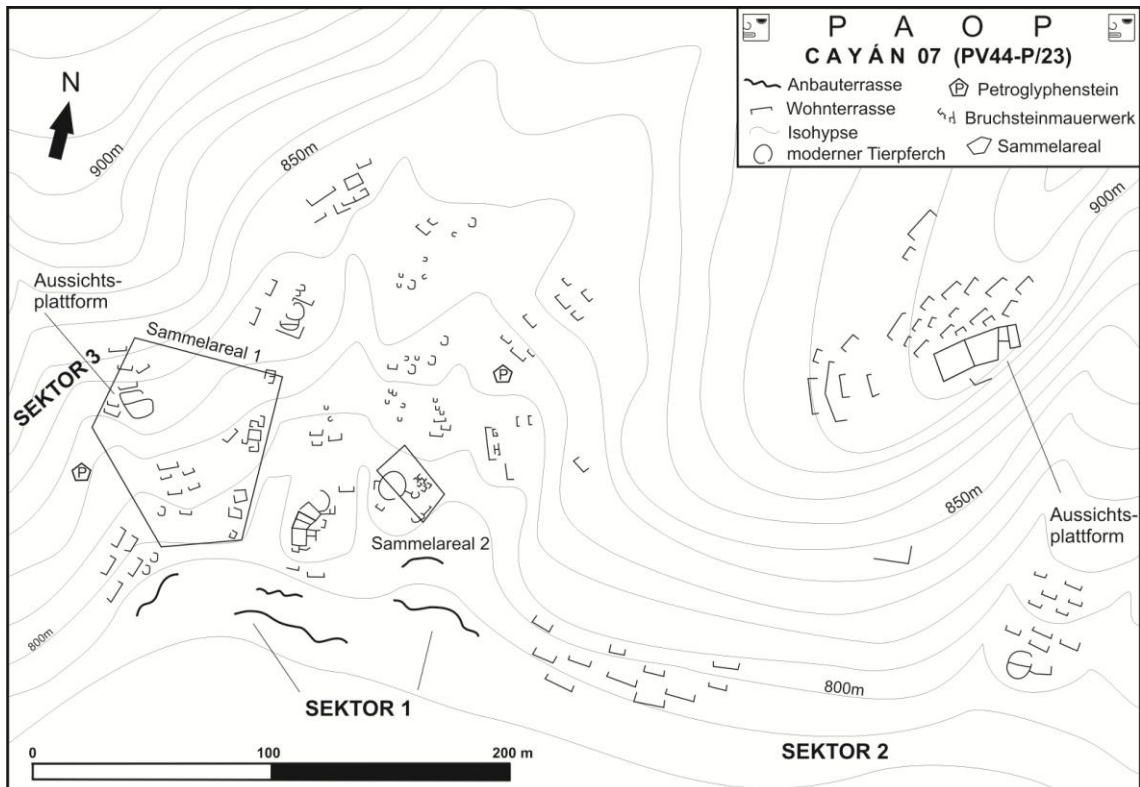 P A O P
CAYÁN 07 (PV44-P/23)
Anbauterrasse
Wohnterrasse
Isohypse
moderner Tierpferch
P Petroglyphenstein
Bruchsteinmauerwerk
Sammelareal
N
900m
850m
900m
Aussichts-
plattform
Sammelareal 1
SEKTOR 3
P
P
850m
Aussichts-
plattform
Sammelareal 2
800m
800m
SEKTOR 1
SEKTOR 2
0 100 200 m